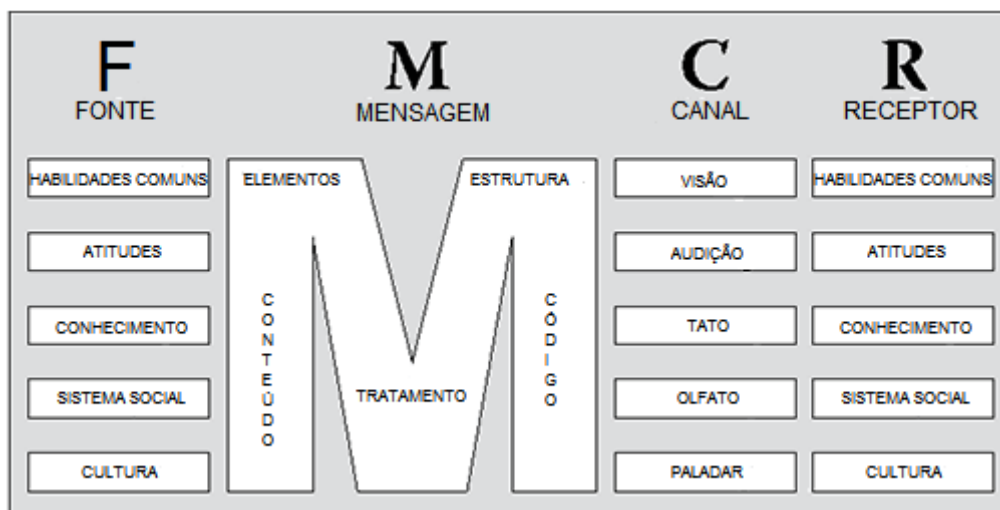 F
FONTE
HABILIDADES COMUNS
ATITUDES
CONHECIMENTO
SISTEMA SOCIAL
CULTURA
M
MENSAGEM
ELEMENTOS
ESTRUTURA
CONTEÚDO
CÓDIGO
TRATAMENTO
C
CANAL
VISÃO
AUDIÇÃO
TATO
OLFATO
PALADAR
R
RECEPTOR
HABILIDADES COMUNS
ATITUDES
CONHECIMENTO
SISTEMA SOCIAL
CULTURA